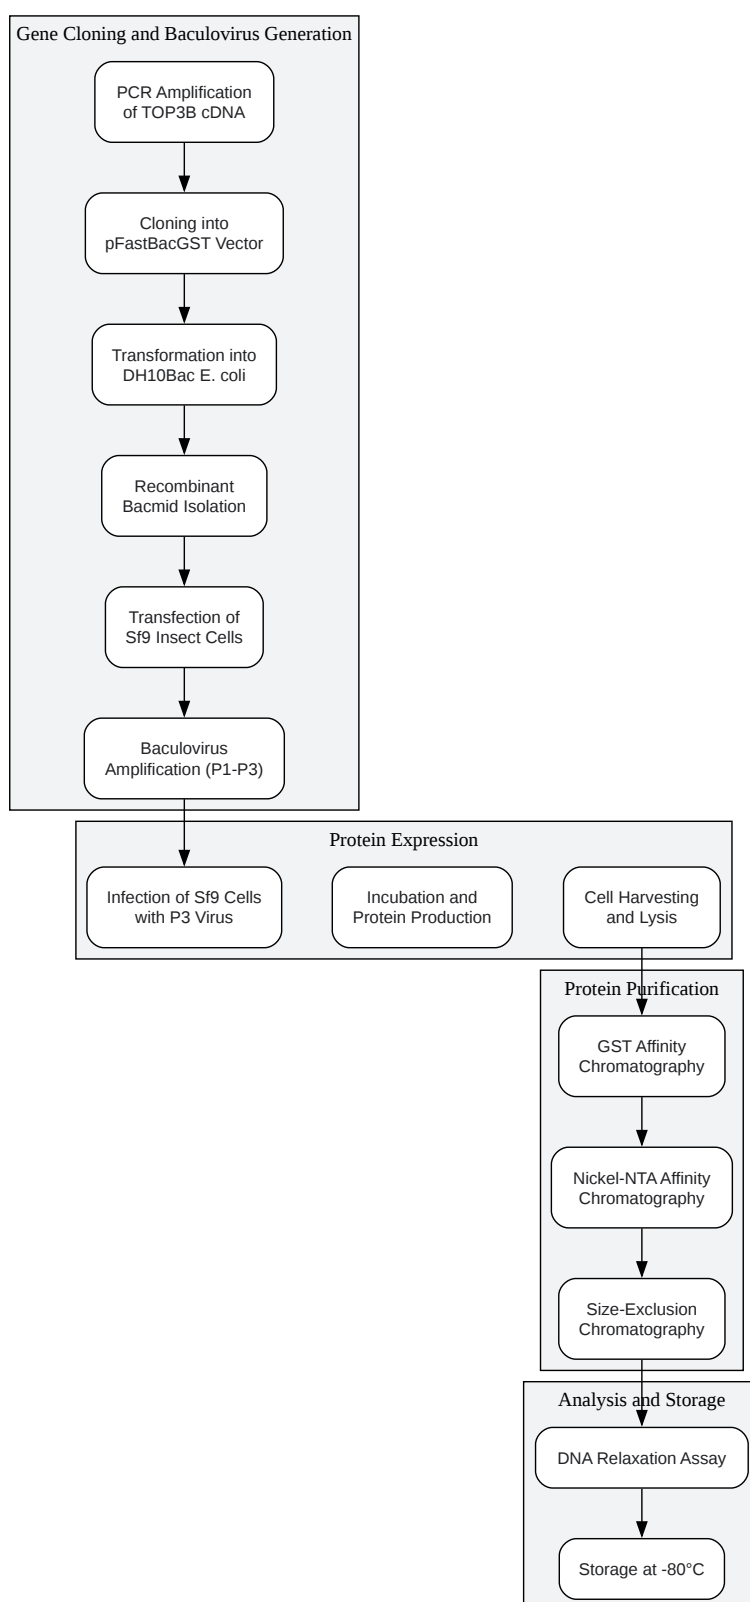 Gene Cloning and Baculovirus Generation
PCR Amplification
of TOP3B cDNA
Cloning into
pFastBacGST Vector
Transformation into
DH10Bac E. coli
Recombinant
Bacmid Isolation
Transfection of
Sf9 Insect Cells
Baculovirus
Amplification (P1-P3)
Protein Expression
Infection of Sf9 Cells
with P3 Virus
Incubation and
Protein Production
Cell Harvesting
and Lysis
Protein Purification
GST Affinity
Chromatography
Nickel-NTA Affinity
Chromatography
Size-Exclusion
Chromatography
Analysis and Storage
DNA Relaxation Assay
Storage at -80°C